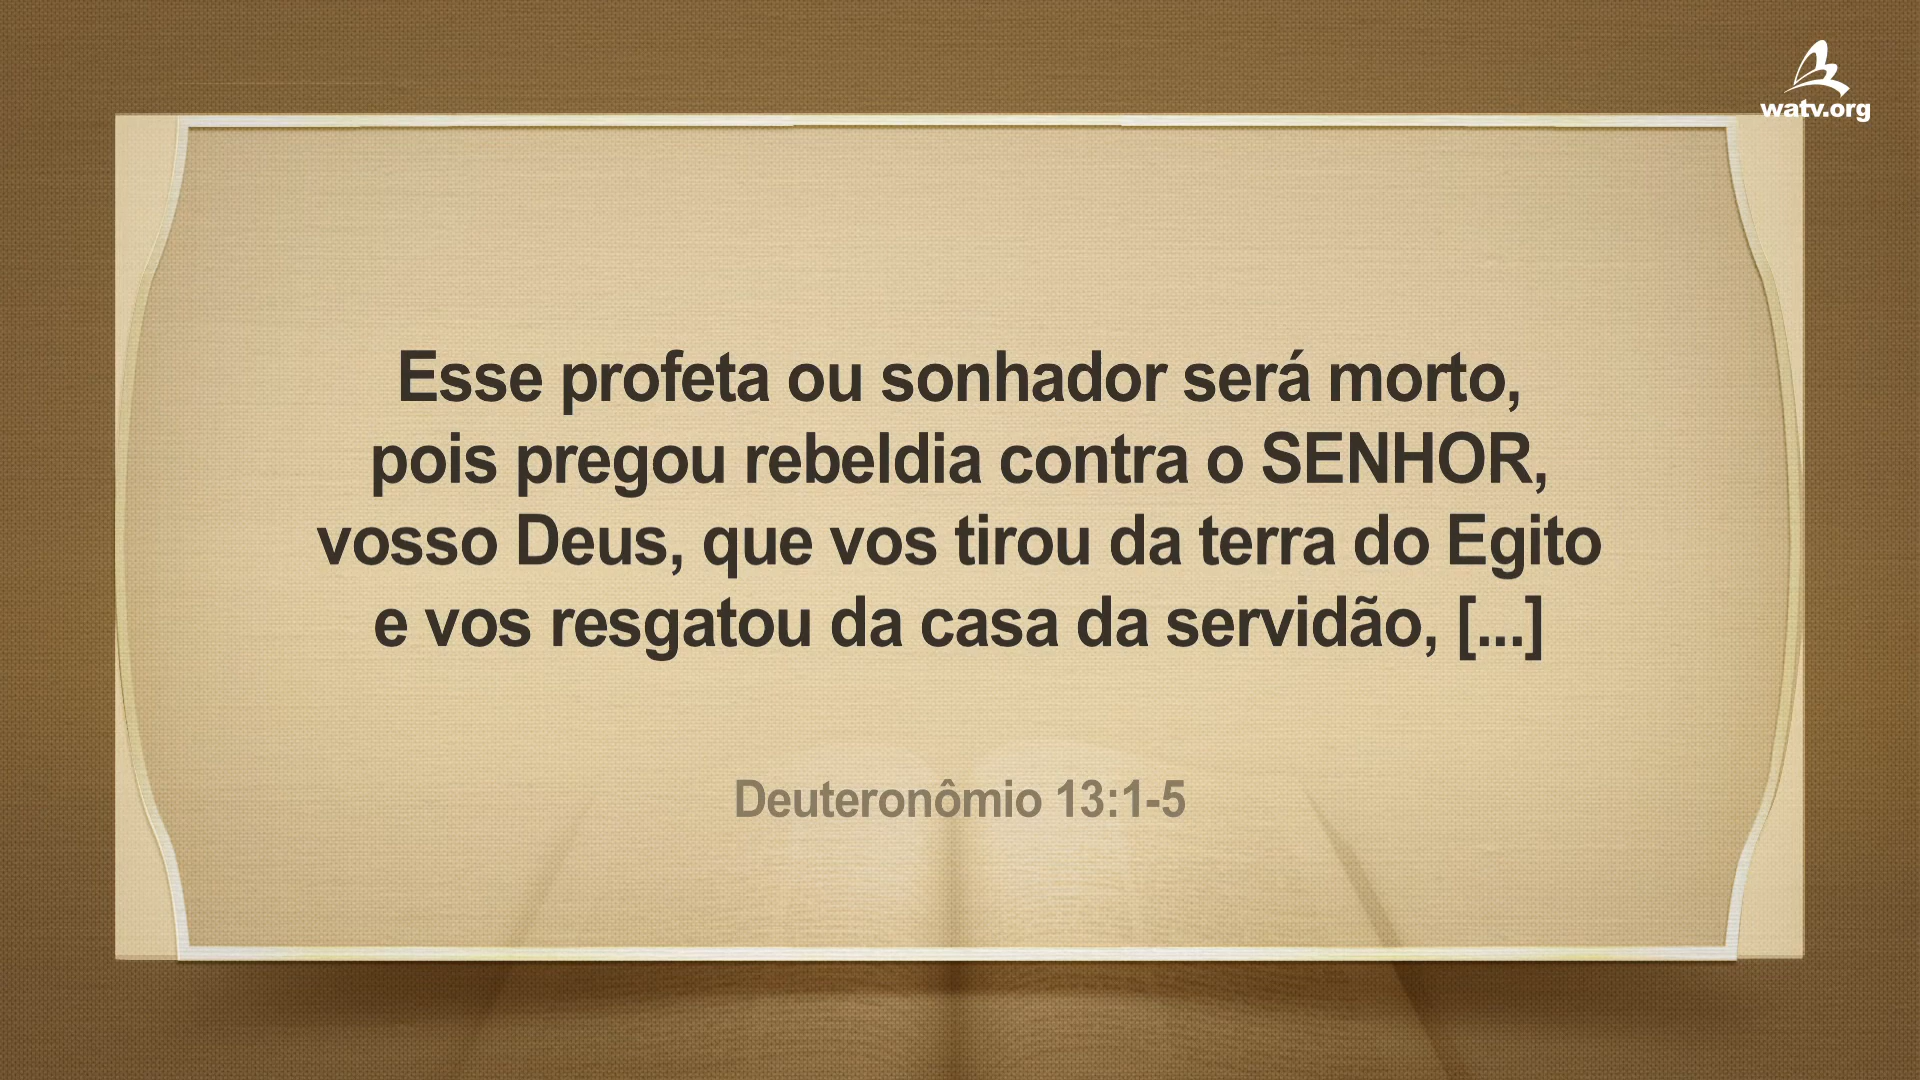 watv.org
Esse profeta ou sonhador será morto,
pois pregou rebeldia contra o SENHOR,
vosso Deus, que vos tirou da terra do Egito
e vos resgatou da casa da servidão, [...]
Deuteronômio 13:1-5